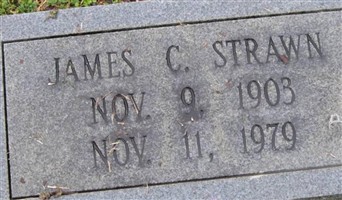 JAMES C. STRAWN
NOV. 9, 1903
NOV. 11, 1979